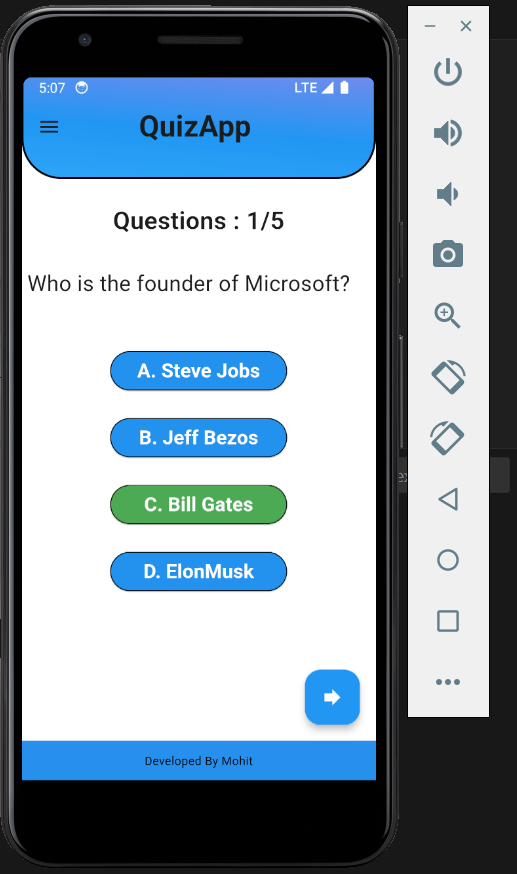 5:07 LTE
QuizApp
Questions : 1/5
Who is the founder of Microsoft?
A. Steve Jobs
B. Jeff Bezos
C. Bill Gates
D. ElonMusk
Developed By Mohit